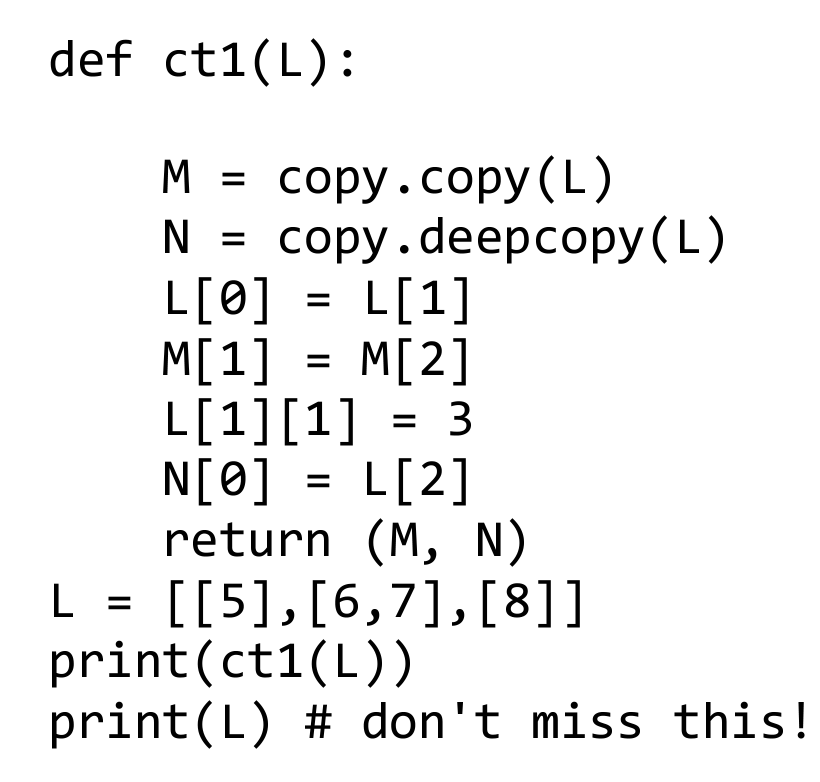 def ct1(L):
    M = copy.copy(L)
    N = copy.deepcopy(L)
    L[0] = L[1]
    M[1] = M[2]
    L[1][1] = 3
    N[0] = L[2]
    return (M, N)
L = [[5],[6,7],[8]]
print(ct1(L))
print(L) # don't miss this!